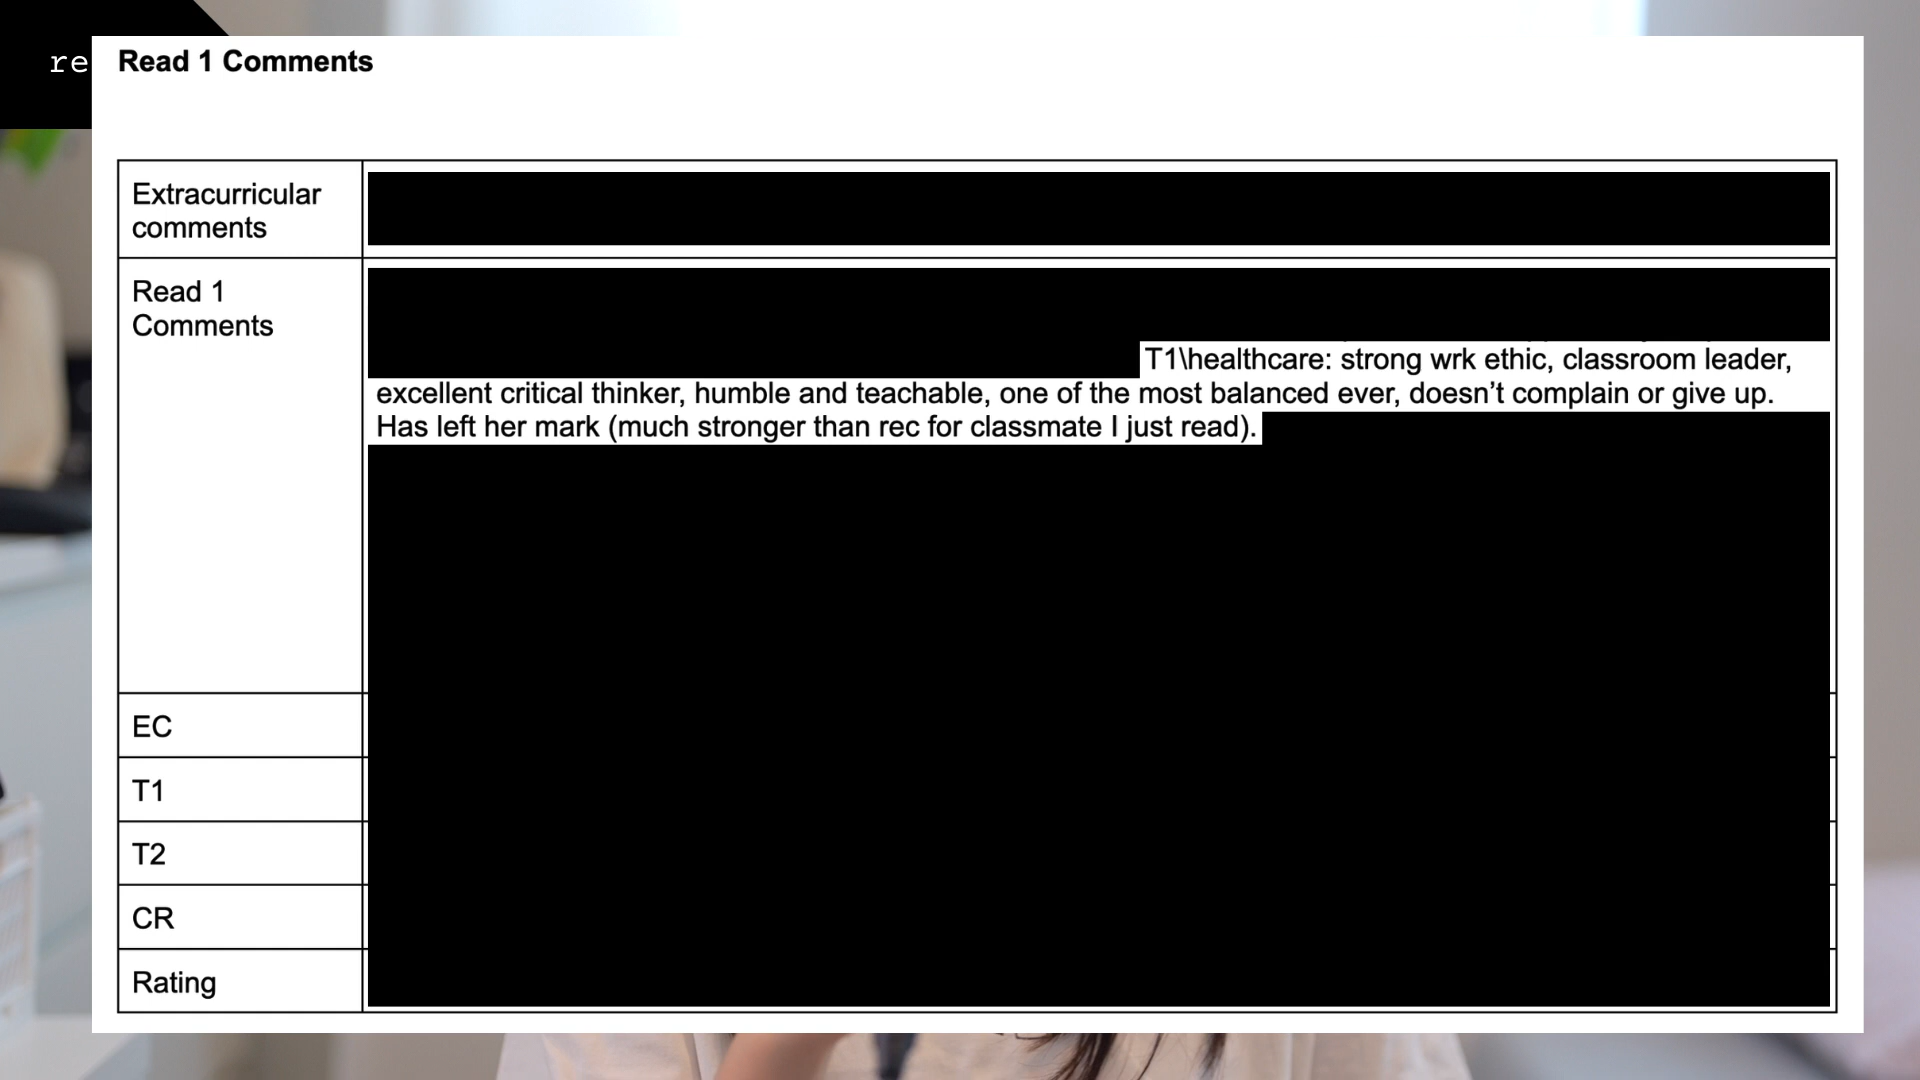 re
Read 1 Comments
Extracurricular
comments
Read 1
Comments
T1\healthcare: strong wrk ethic, classroom leader,
excellent critical thinker, humble and teachable, one of the most balanced ever, doesn’t complain or give up.
Has left her mark (much stronger than rec for classmate I just read).
EC
T1
T2
CR
Rating